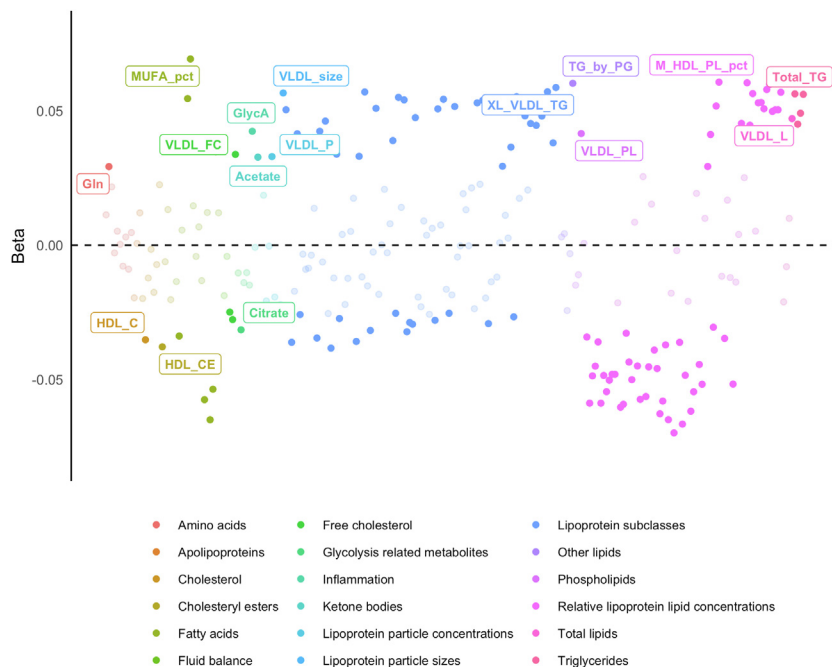 MUFA_pct
VLDL_size
TG_by_PG
M_HDL_PL_pct
Total_TG
0.05
GlycA
XL_VLDL_TG
VLDL_FC
VLDL_P
VLDL_PL
VLDL_L
Gln
Acetate
Beta
0.00
HDL_C
Citrate
HDL_CE
-0.05
Amino acids
Free cholesterol
Lipoprotein subclasses
Apolipoproteins
Glycolysis related metabolites
Other lipids
Cholesterol
Inflammation
Phospholipids
Cholesteryl esters
Ketone bodies
Relative lipoprotein lipid concentrations
Fatty acids
Lipoprotein particle concentrations
Total lipids
Fluid balance
Lipoprotein particle sizes
Triglycerides